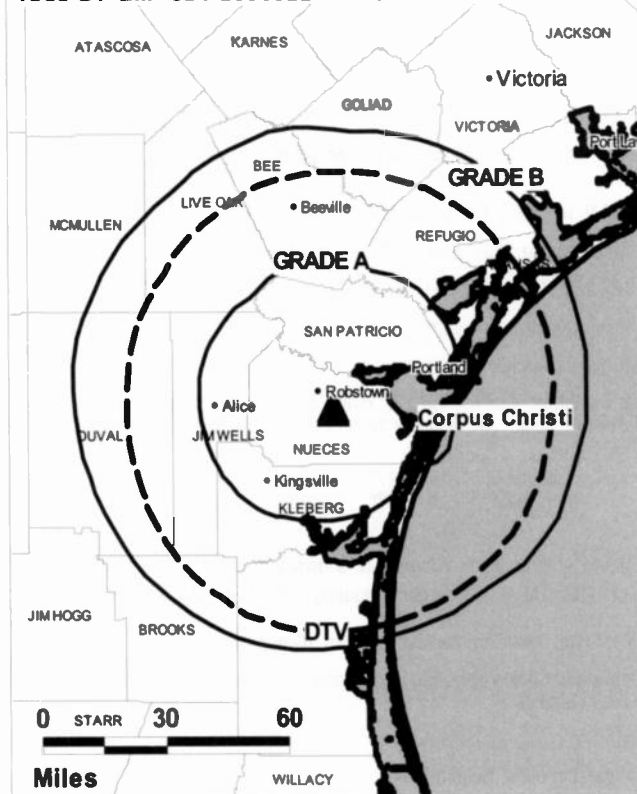 JACKSON
KARNES
ATASCOSA
Victoria
GOLIAD
VICTORIA
BEE
GRADE B
LIVE OAK
Beeville
MCMULLEN
REFUGIO
GRADE A
SAN PATRICIO
Portland
Robstown
Alice
Corpus Christi
DUVAL
JIM WELLS
NUECES
Kingsville
KLEBERG
JIM HOGG
BROOKS
DTV
0 STARR 30 60
Miles
WILLACY